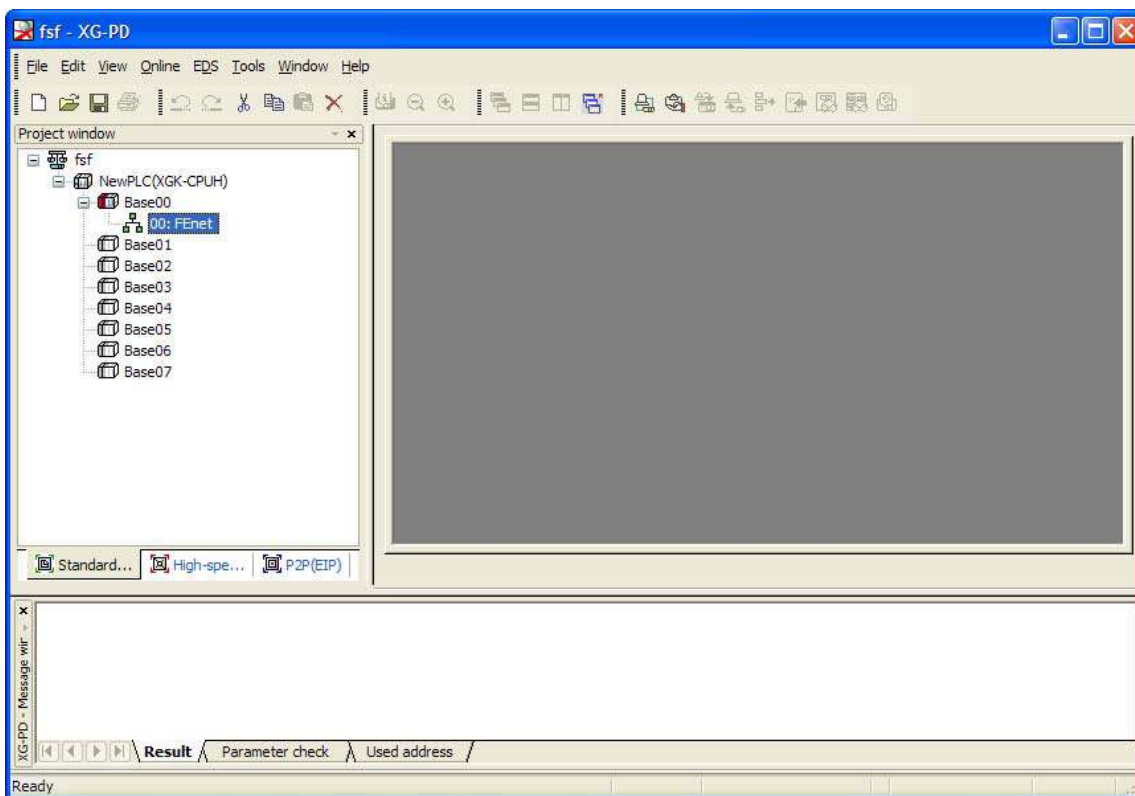 fsf - XG-PD
File Edit View Online EDS Tools Window Help
Project window
fsf
NewPLC(XGK-CPUH)
Base00
00: FEnet
Base01
Base02
Base03
Base04
Base05
Base06
Base07
Standard... High-spe... P2P(EIP)
XG-PD - Message wir
Result Parameter check Used address
Ready